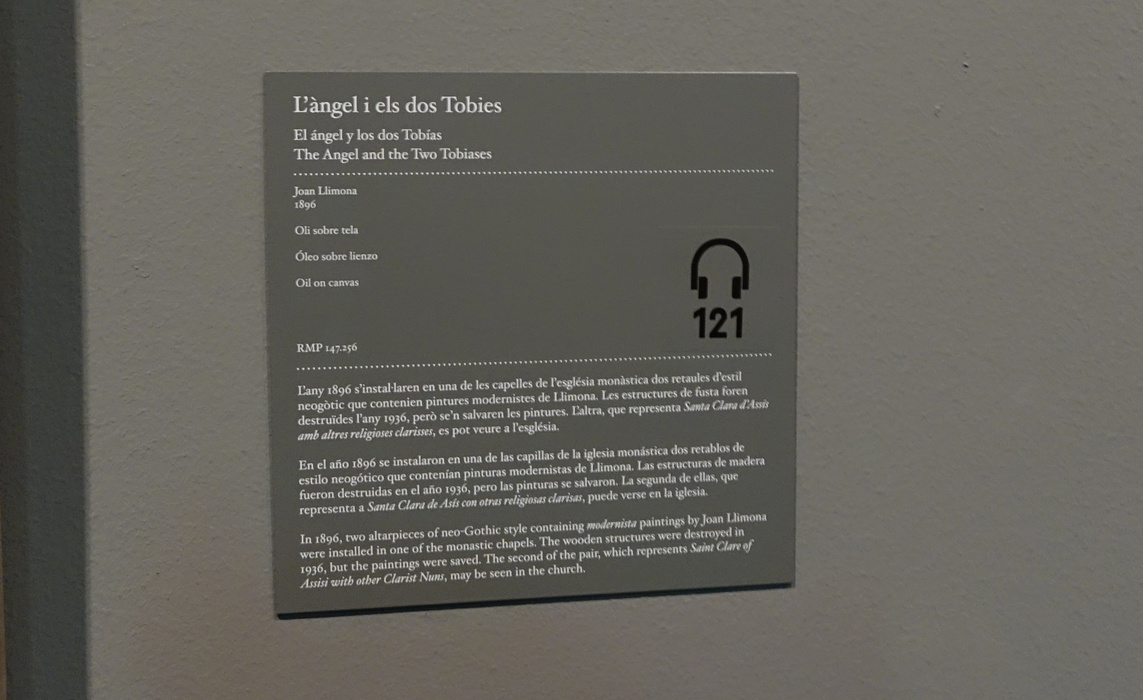 L'àngel i els dos Tobies
El ángel y los dos Tobías
The Angel and the Two Tobiases
Joan Llimona
1896
Oli sobre tela
Óleo sobre lienzo
Oil on canvas
121
RMP 147.256
L'any 1896 s'instal·laren en una de les capelles de l'església monàstica dos retaules d'estil
neogòtic que contenien pintures modernistes de Llimona. Les estructures de fusta foren
destruïdes l'any 1936, però se'n salvaren les pintures. L'altra, que representa Santa Clara d'Assís
amb altres religioses clarisses, es pot veure a l'església.
En el año 1896 se instalaron en una de las capillas de la iglesia monástica dos retablos de
estilo neogótico que contenían pinturas modernistas de Llimona. Las estructuras de madera
fueron destruidas en el año 1936, pero las pinturas se salvaron. La segunda de ellas, que
representa a Santa Clara de Asís con otras religiosas clarisas, puede verse en la iglesia.
In 1896, two altarpieces of neo-Gothic style containing modernista paintings by Joan Llimona
were installed in one of the monastic chapels. The wooden structures were destroyed in
1936, but the paintings were saved. The second of the pair, which represents Saint Clare of
Assisi with other Clarist Nuns, may be seen in the church.